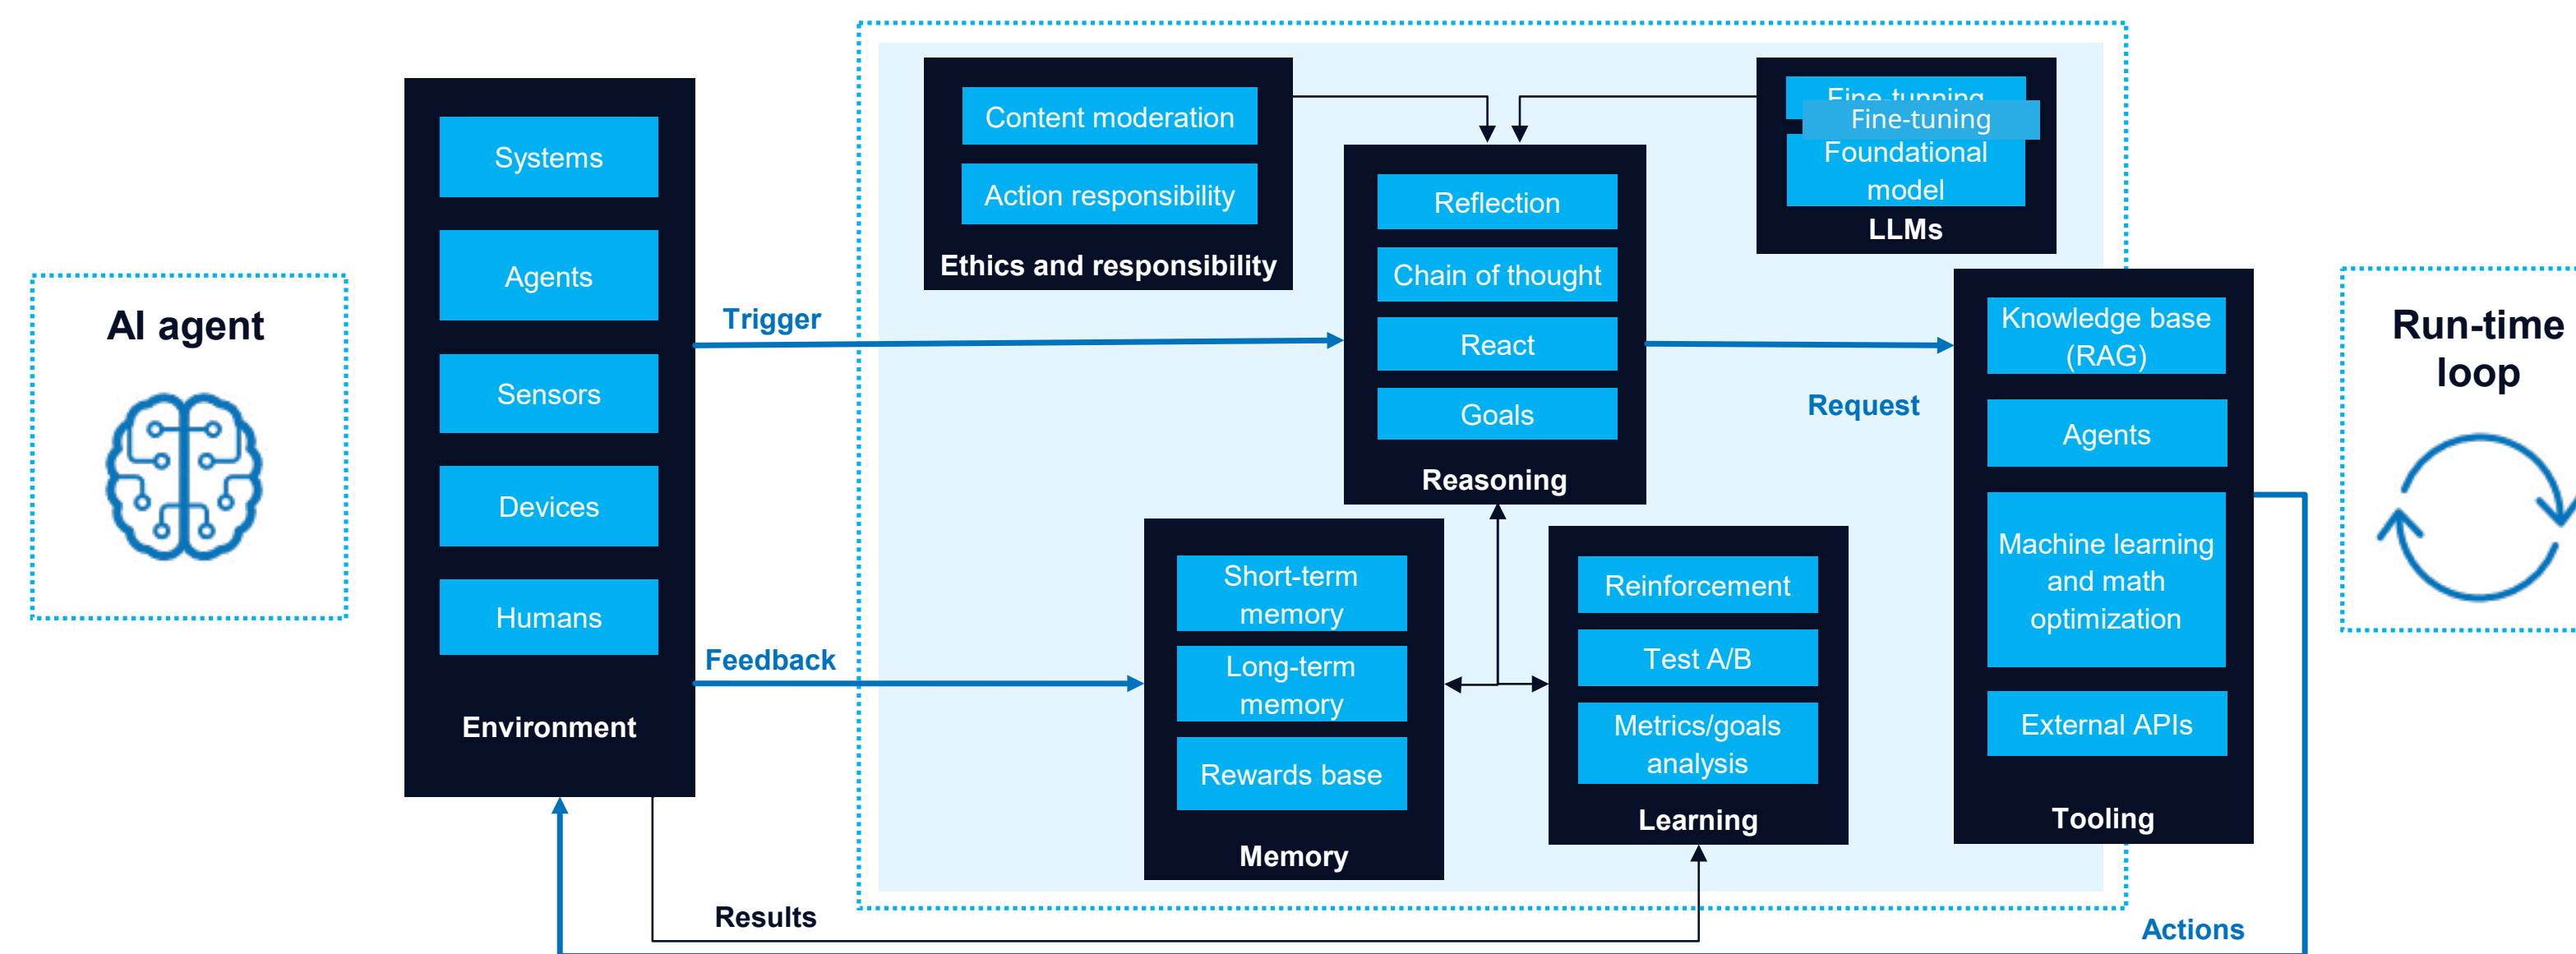 AI agent
Systems
Agents
Sensors
Devices
Humans
Environment
Trigger
Feedback
Results
Content moderation
Action responsibility
Ethics and responsibility
Fine-tunning
Fine-tuning
Foundational
model
LLMs
Reflection
Chain of thought
React
Goals
Reasoning
Short-term
memory
Long-term
memory
Rewards base
Memory
Reinforcement
Test A/B
Metrics/goals
analysis
Learning
Request
Knowledge base
(RAG)
Agents
Machine learning
and math
optimization
External APIs
Tooling
Actions
Run-time
loop